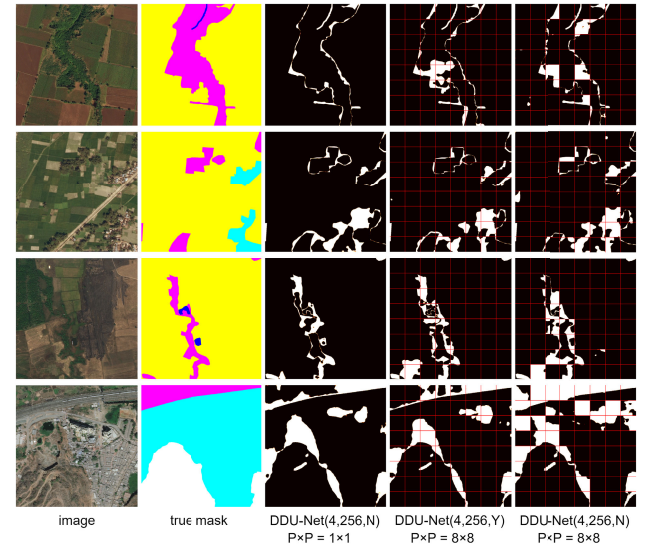 image
true mask
DDU-Net(4,256,N)
P×P = 1×1
DDU-Net(4,256,Y)
P×P = 8×8
DDU-Net(4,256,N)
P×P = 8×8